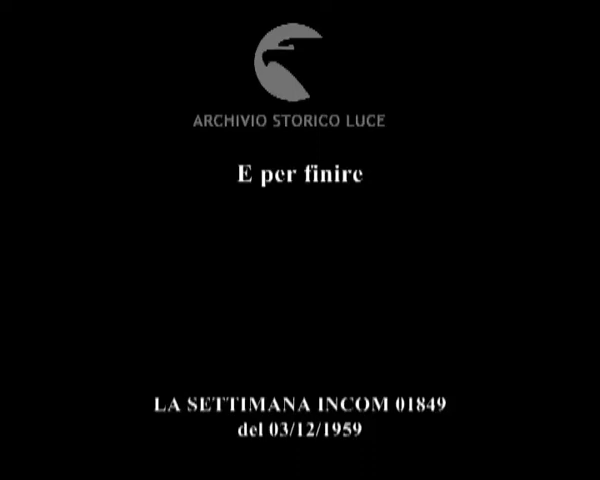 ARCHIVIO STORICO LUCE
E per finire
LA SETTIMANA INCOM 01849
del 03/12/1959